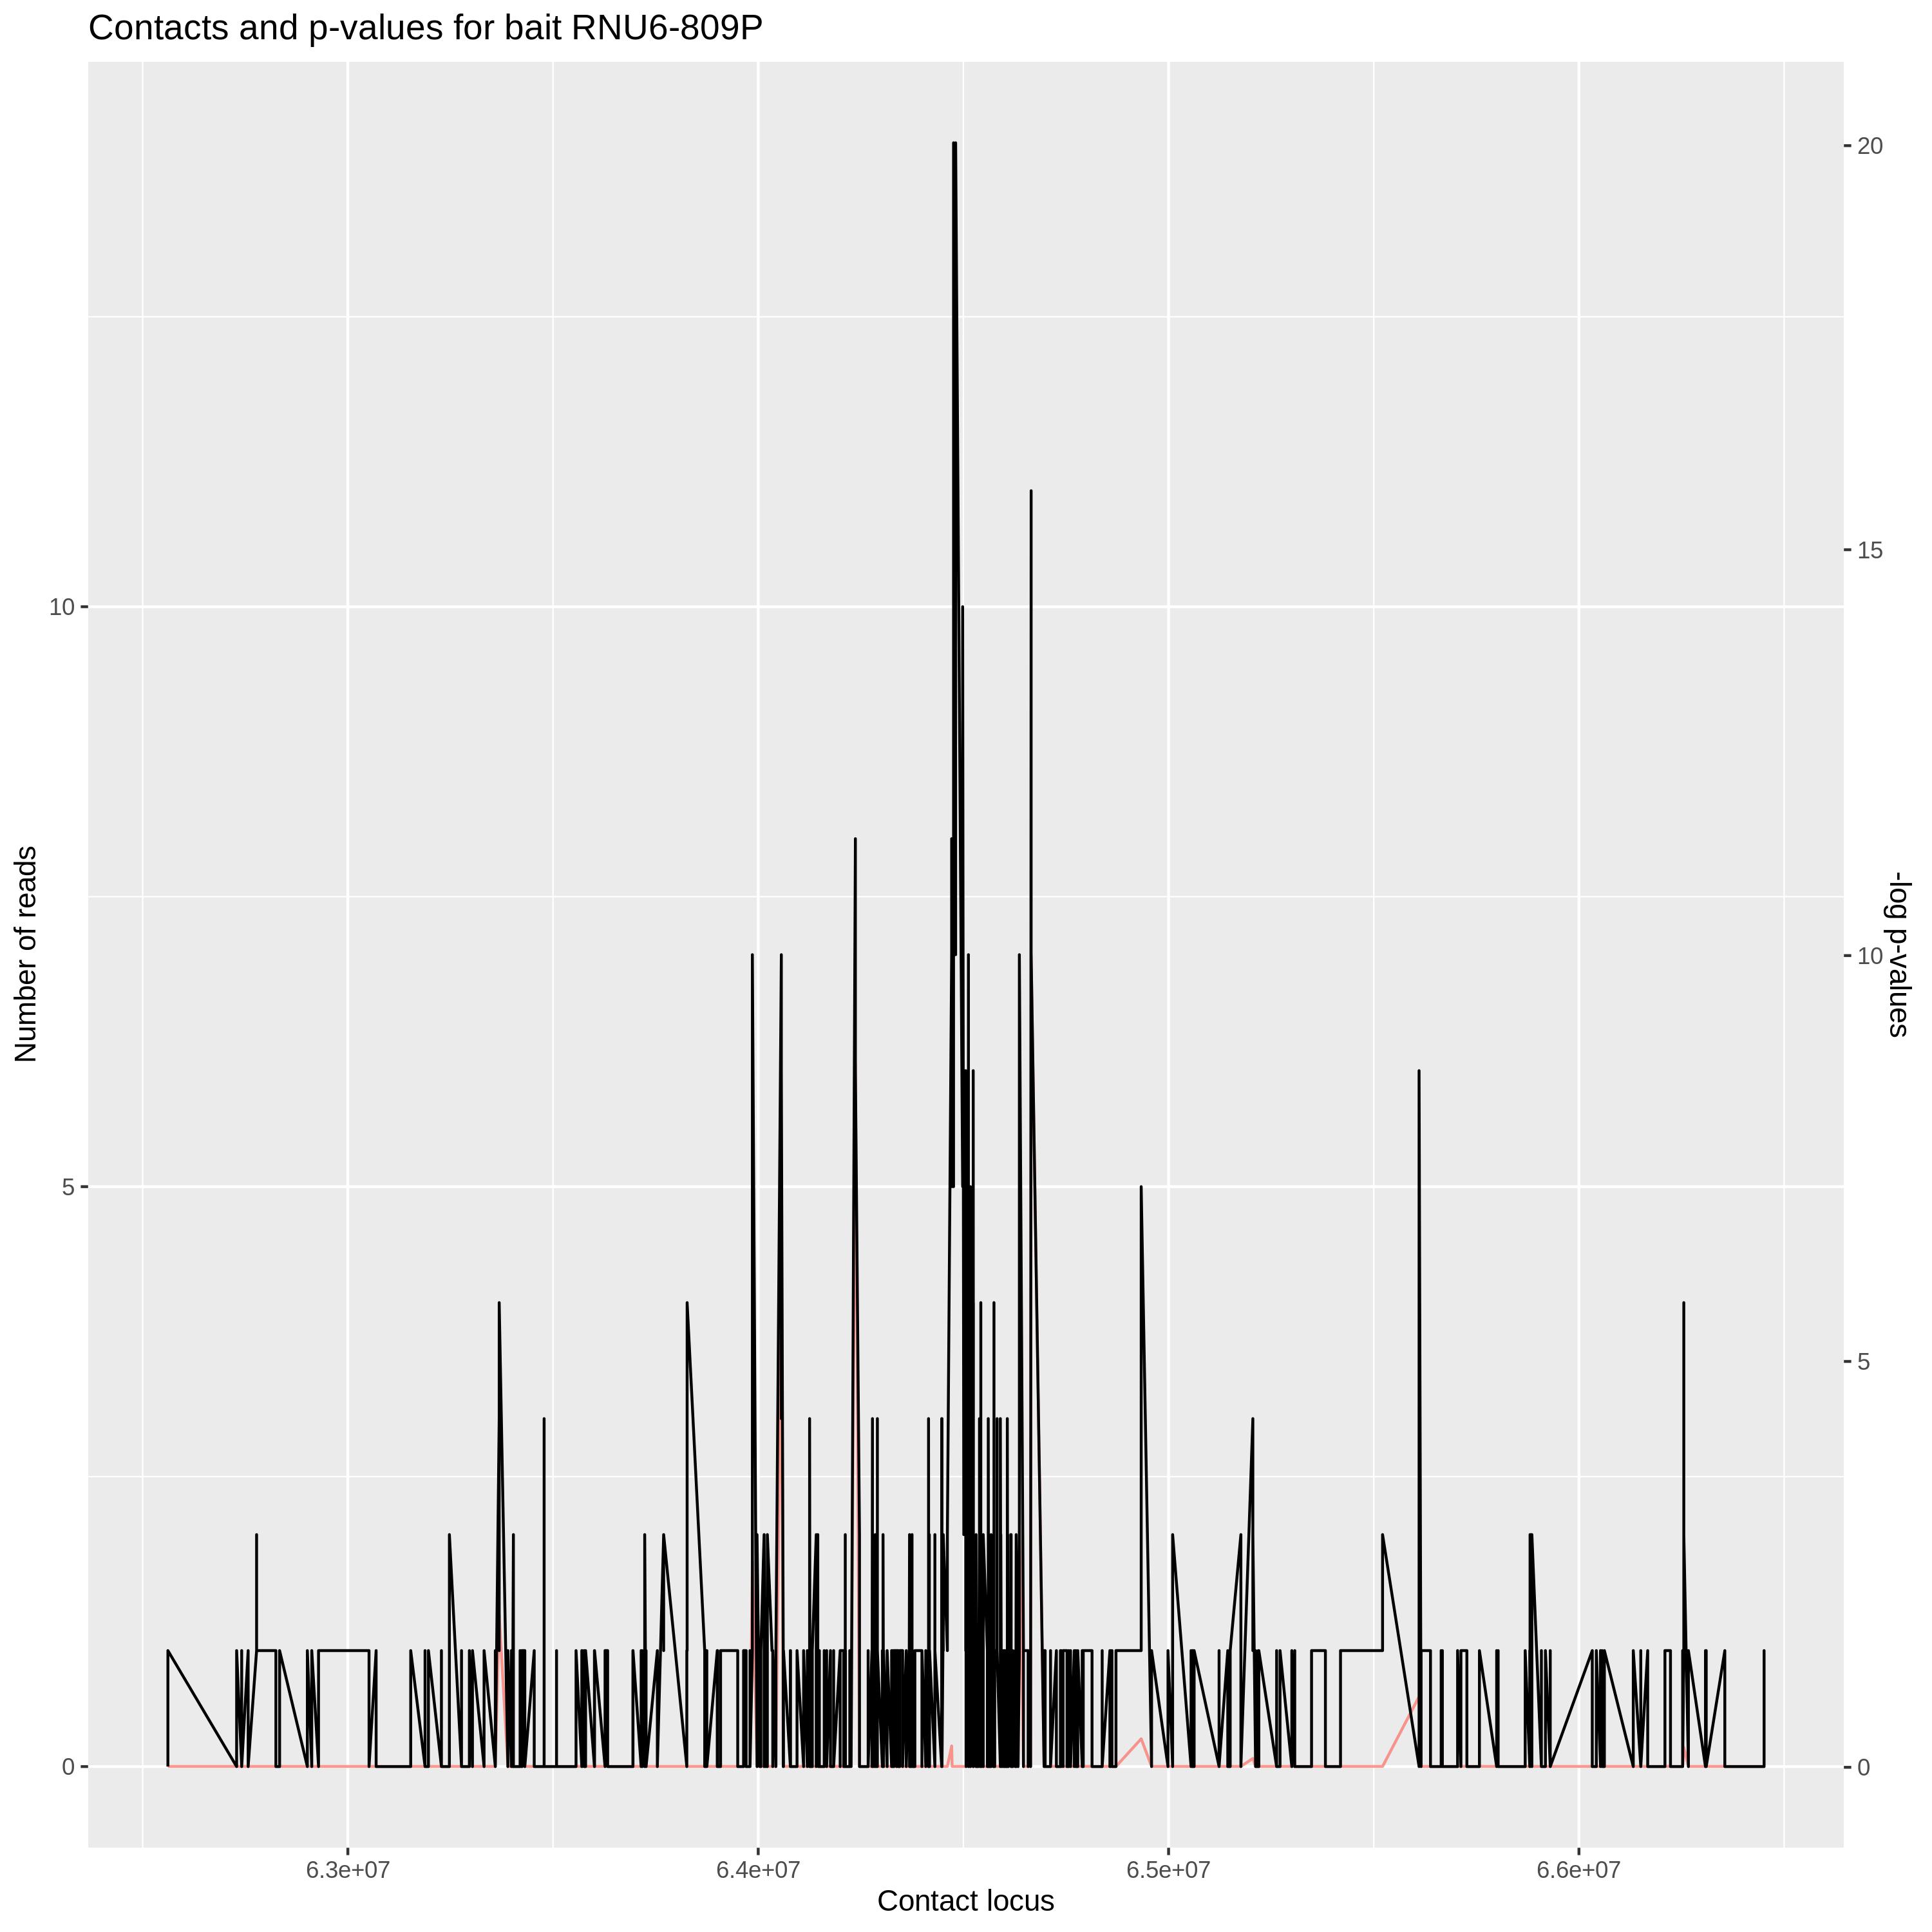 Contacts and p-values for bait RNU6-809P
Number of reads
10
5
0
20
15
10
5
0
-log p-values
6.3e+07
6.4e+07
6.5e+07
6.6e+07
Contact locus